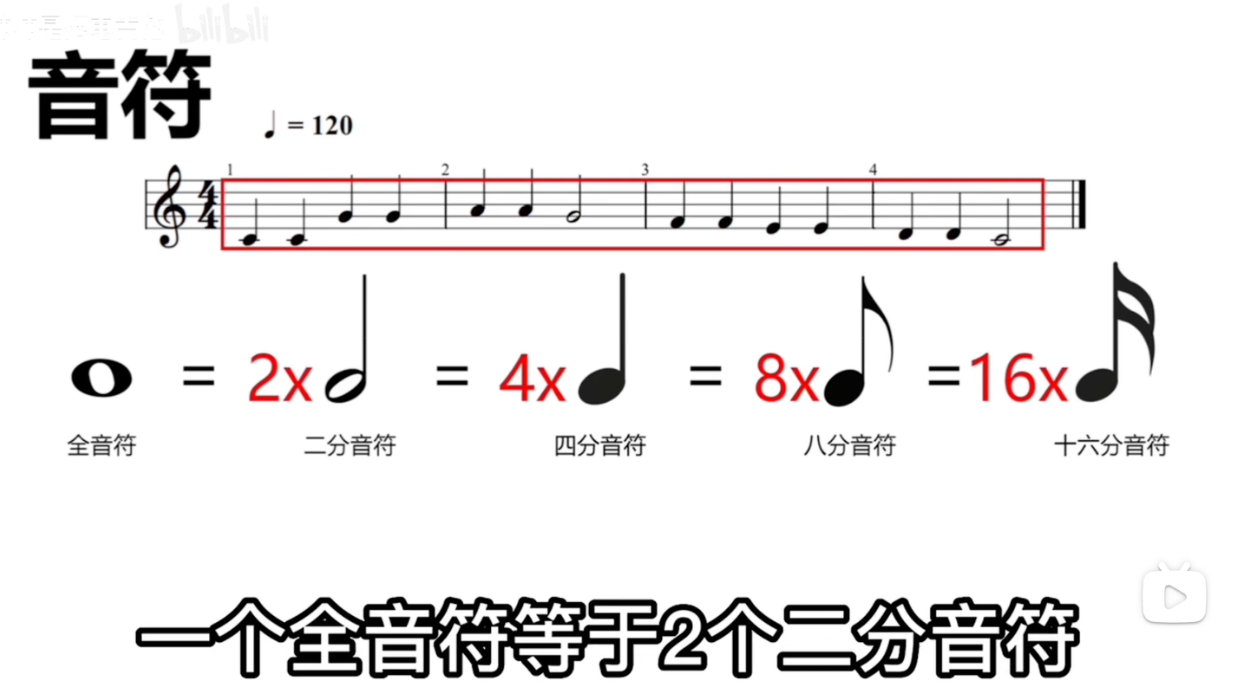 bilibili
音符
= 120
1 2 3 4
4
4
= 2x = 4x = 8x =16x
全音符 二分音符 四分音符 八分音符 十六分音符
一个全音符等于2个二分音符